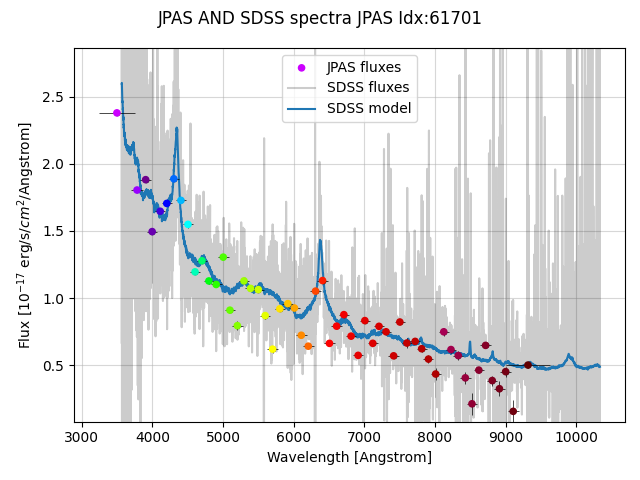 JPAS AND SDSS spectra JPAS Idx:61701
JPAS fluxes
SDSS fluxes
SDSS model
Flux [10⁻¹⁷ erg/s/cm²/Angstrom]
2.5
2.0
1.5
1.0
0.5
3000 4000 5000 6000 7000 8000 9000 10000
Wavelength [Angstrom]